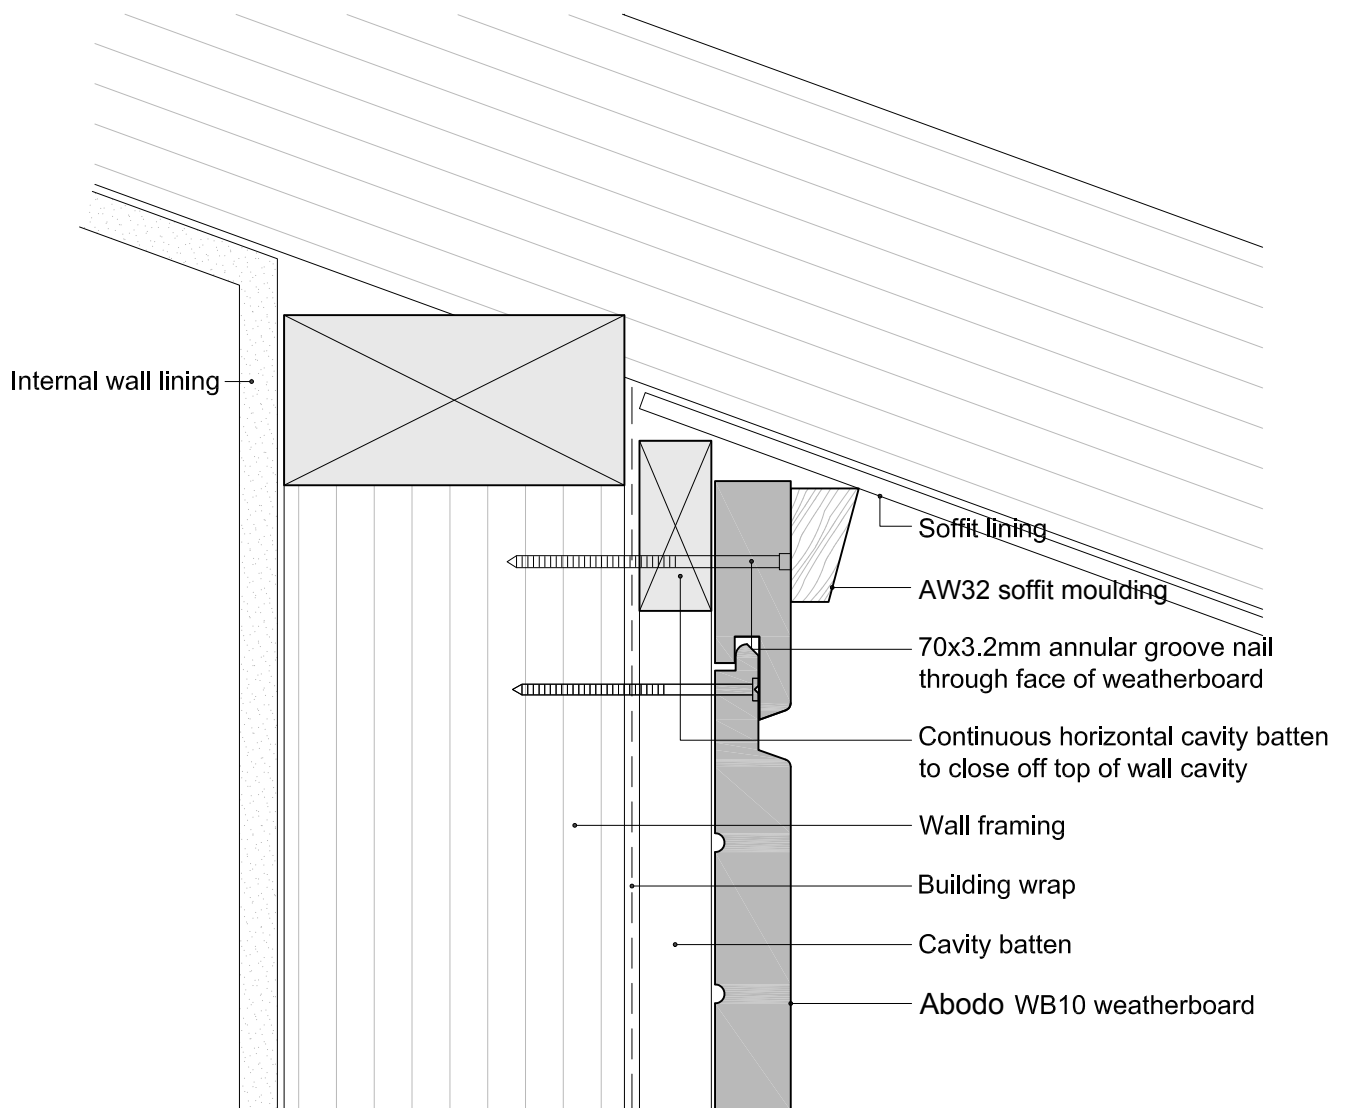 Internal wall lining
Soffit lining
AW32 soffit moulding
70x3.2mm annular groove nail
through face of weatherboard
Continuous horizontal cavity batten
to close off top of wall cavity
Wall framing
Building wrap
Cavity batten
Abodo WB10 weatherboard